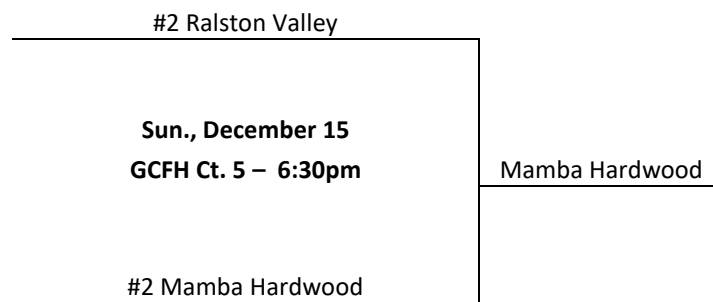 #2 Ralston Valley
Sun., December 15
GCFH Ct. 5 – 6:30pm
Mamba Hardwood
#2 Mamba Hardwood